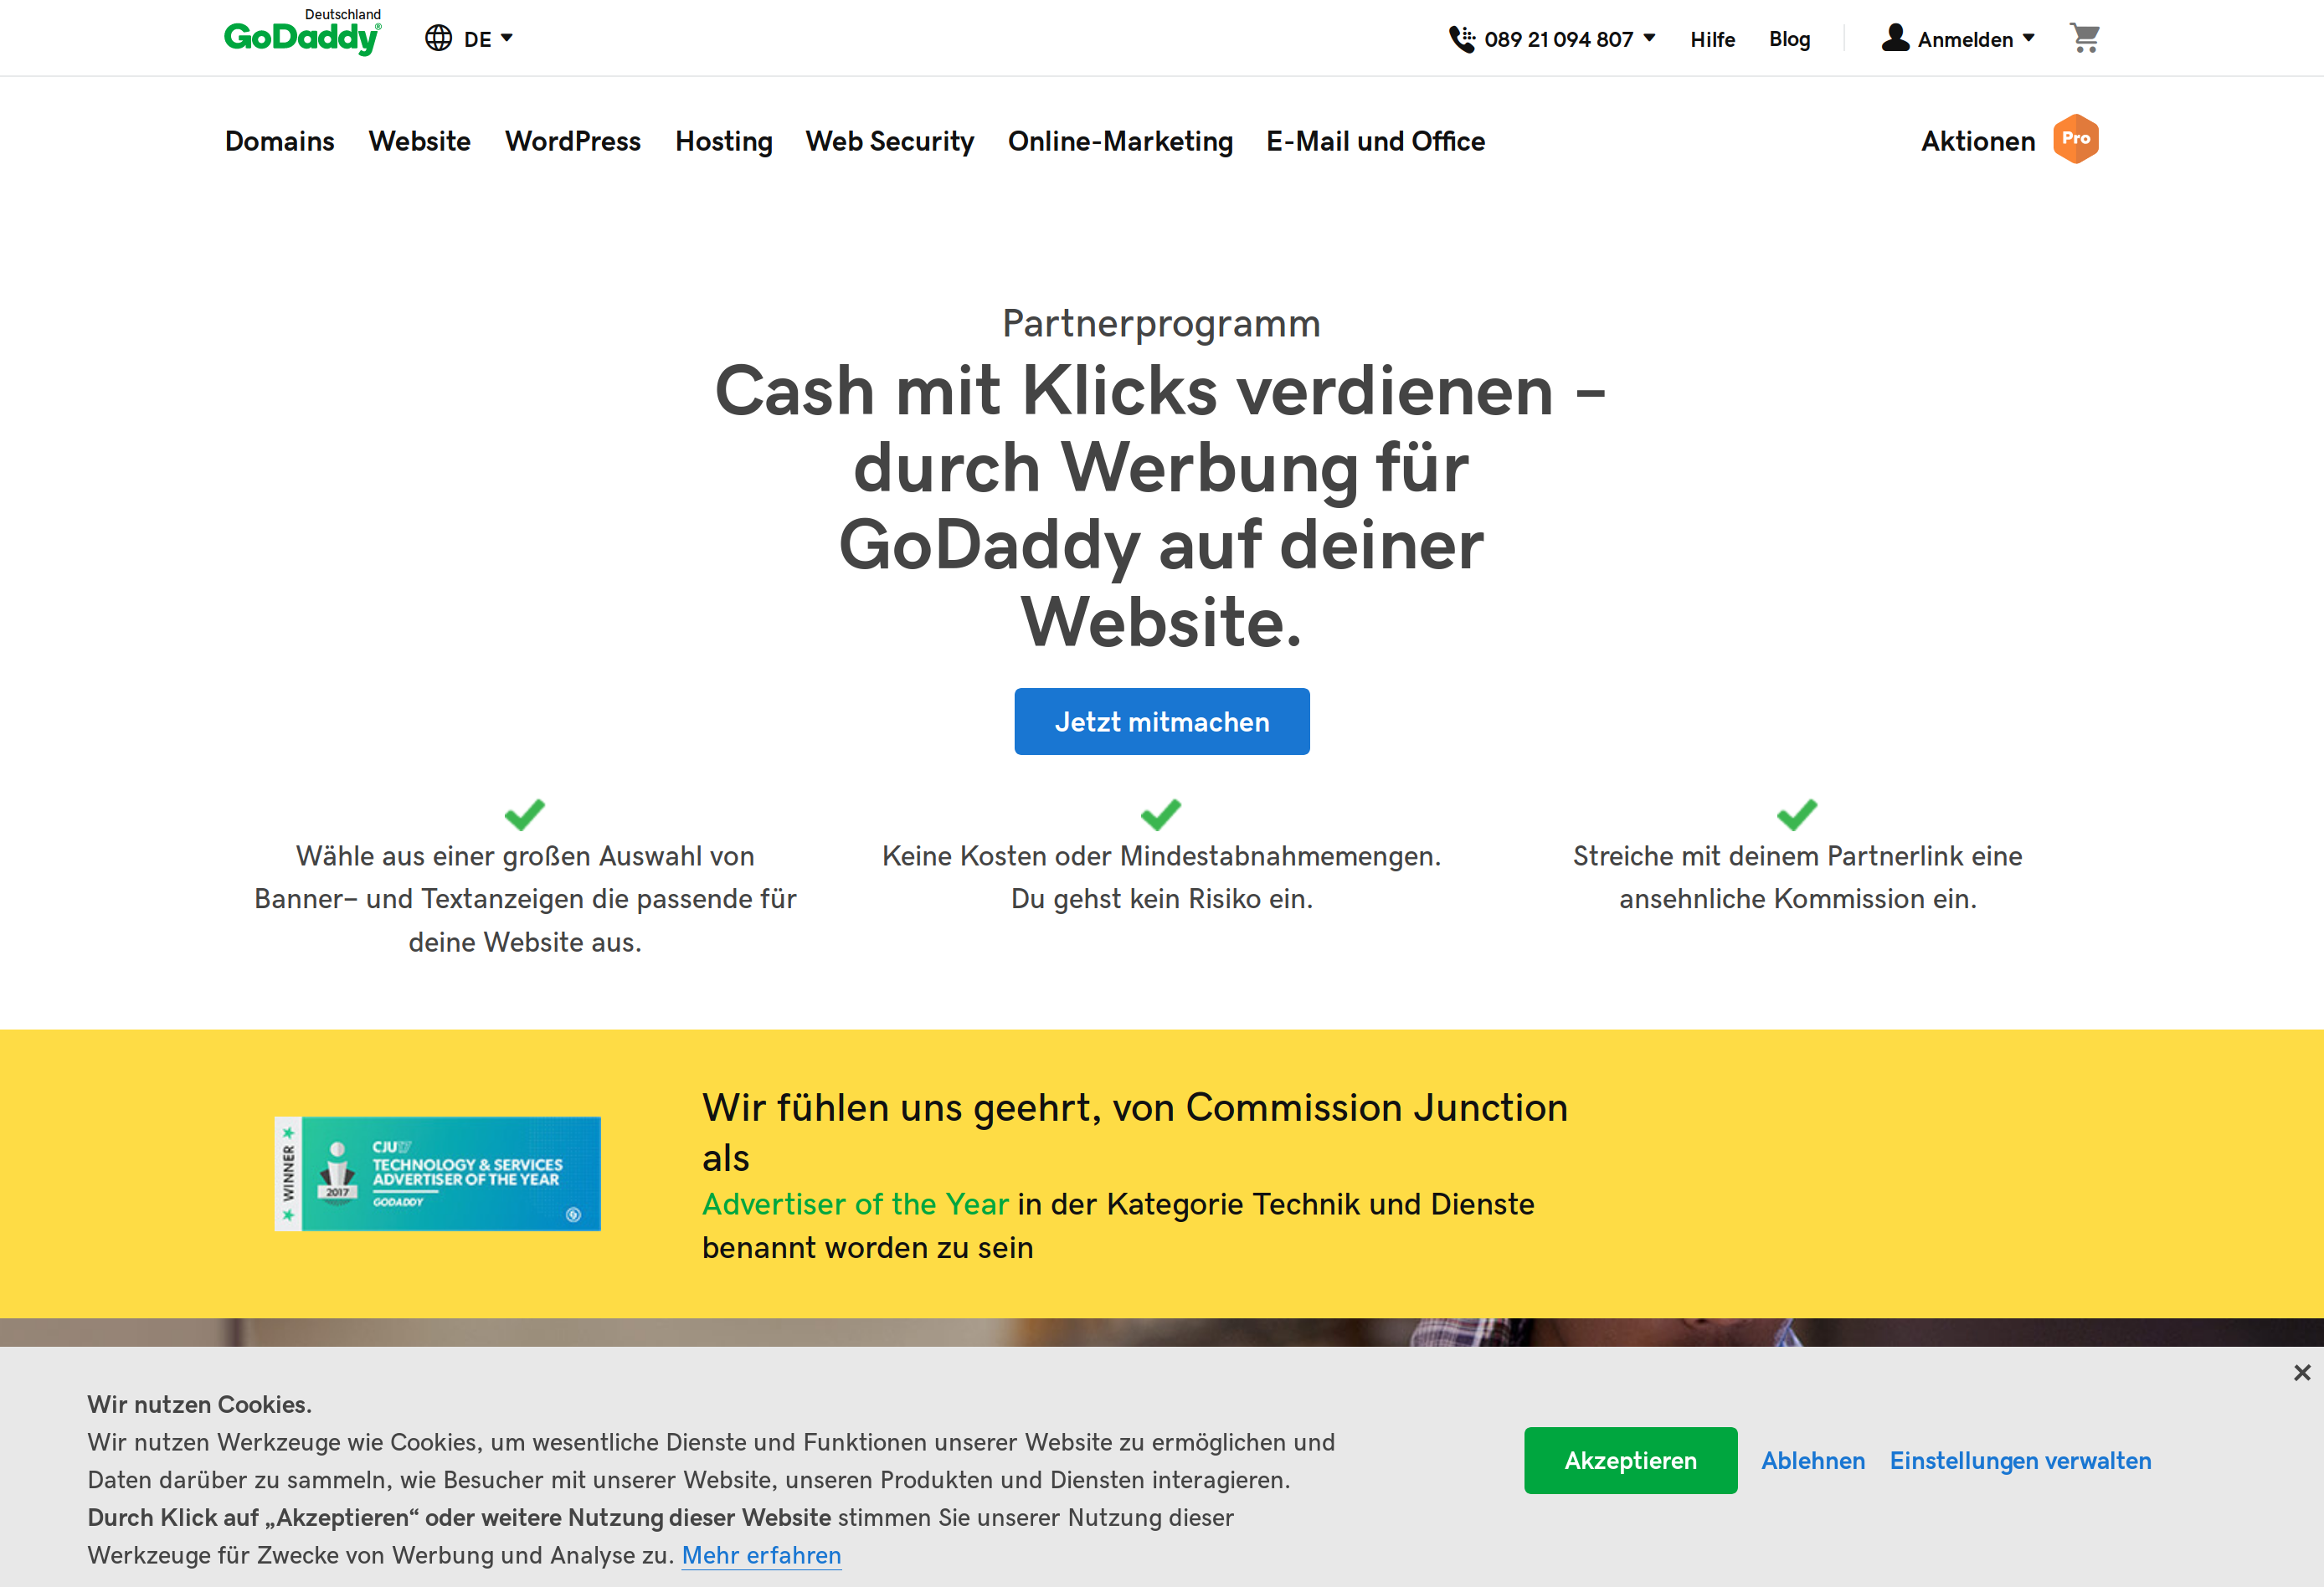 Deutschland
GoDaddy®
DE
089 21 094 807
Hilfe
Blog
Anmelden
Domains
Website
WordPress
Hosting
Web Security
Online-Marketing
E-Mail und Office
Aktionen
Pro
Partnerprogramm
Cash mit Klicks verdienen –
durch Werbung für
GoDaddy auf deiner
Website.
Jetzt mitmachen
Wähle aus einer großen Auswahl von
Banner– und Textanzeigen die passende für
deine Website aus.
Keine Kosten oder Mindestabnahmemengen.
Du gehst kein Risiko ein.
Streiche mit deinem Partnerlink eine
ansehnliche Kommission ein.
WINNER
2017
CJU17
TECHNOLOGY & SERVICES
ADVERTISER OF THE YEAR
GODADDY
Wir fühlen uns geehrt, von Commission Junction
als
Advertiser of the Year in der Kategorie Technik und Dienste
benannt worden zu sein
Wir nutzen Cookies.
Wir nutzen Werkzeuge wie Cookies, um wesentliche Dienste und Funktionen unserer Website zu ermöglichen und
Daten darüber zu sammeln, wie Besucher mit unserer Website, unseren Produkten und Diensten interagieren.
Durch Klick auf „Akzeptieren“ oder weitere Nutzung dieser Website stimmen Sie unserer Nutzung dieser
Werkzeuge für Zwecke von Werbung und Analyse zu. Mehr erfahren
Akzeptieren
Ablehnen
Einstellungen verwalten